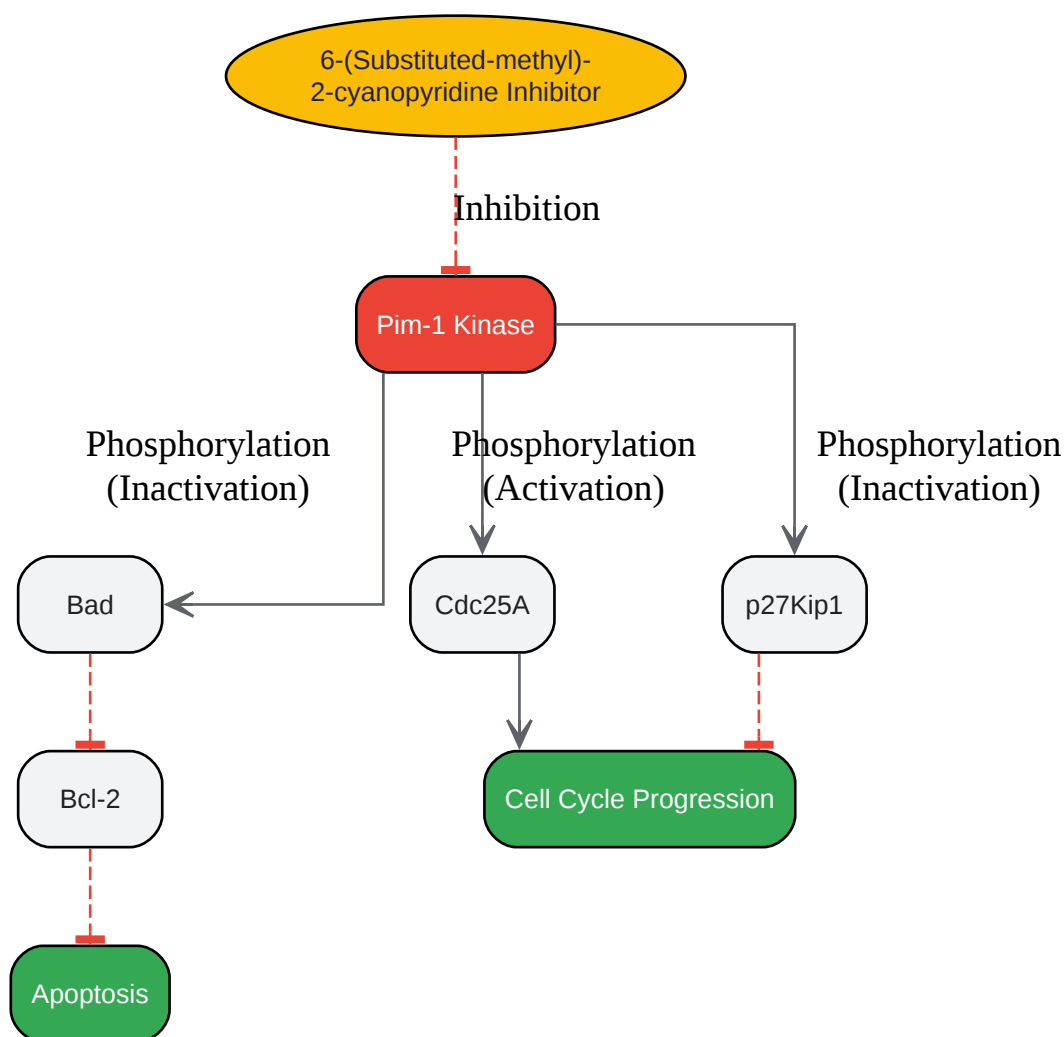 6-(Substituted-methyl)-
2-cyanopyridine Inhibitor
Inhibition
Pim-1 Kinase
Phosphorylation
(Inactivation)
Phosphorylation
(Activation)
Phosphorylation
(Inactivation)
Bad
Cdc25A
p27Kip1
Bcl-2
Cell Cycle Progression
Apoptosis